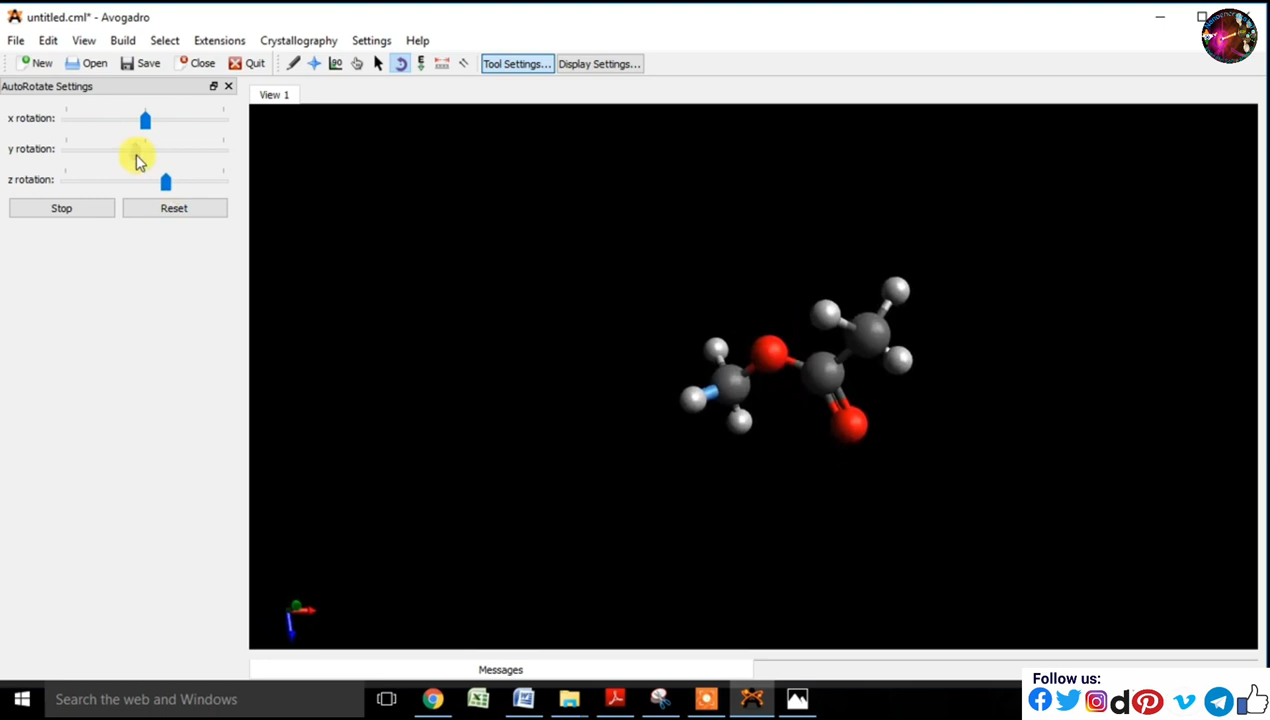 untitled.cml* - Avogadro
File Edit View Build Select Extensions Crystallography Settings Help
New Open Save Close Quit 90 E Tool Settings... Display Settings...
AutoRotate Settings
View 1
x rotation:
y rotation:
z rotation:
Stop Reset
Messages
Search the web and Windows
Follow us: